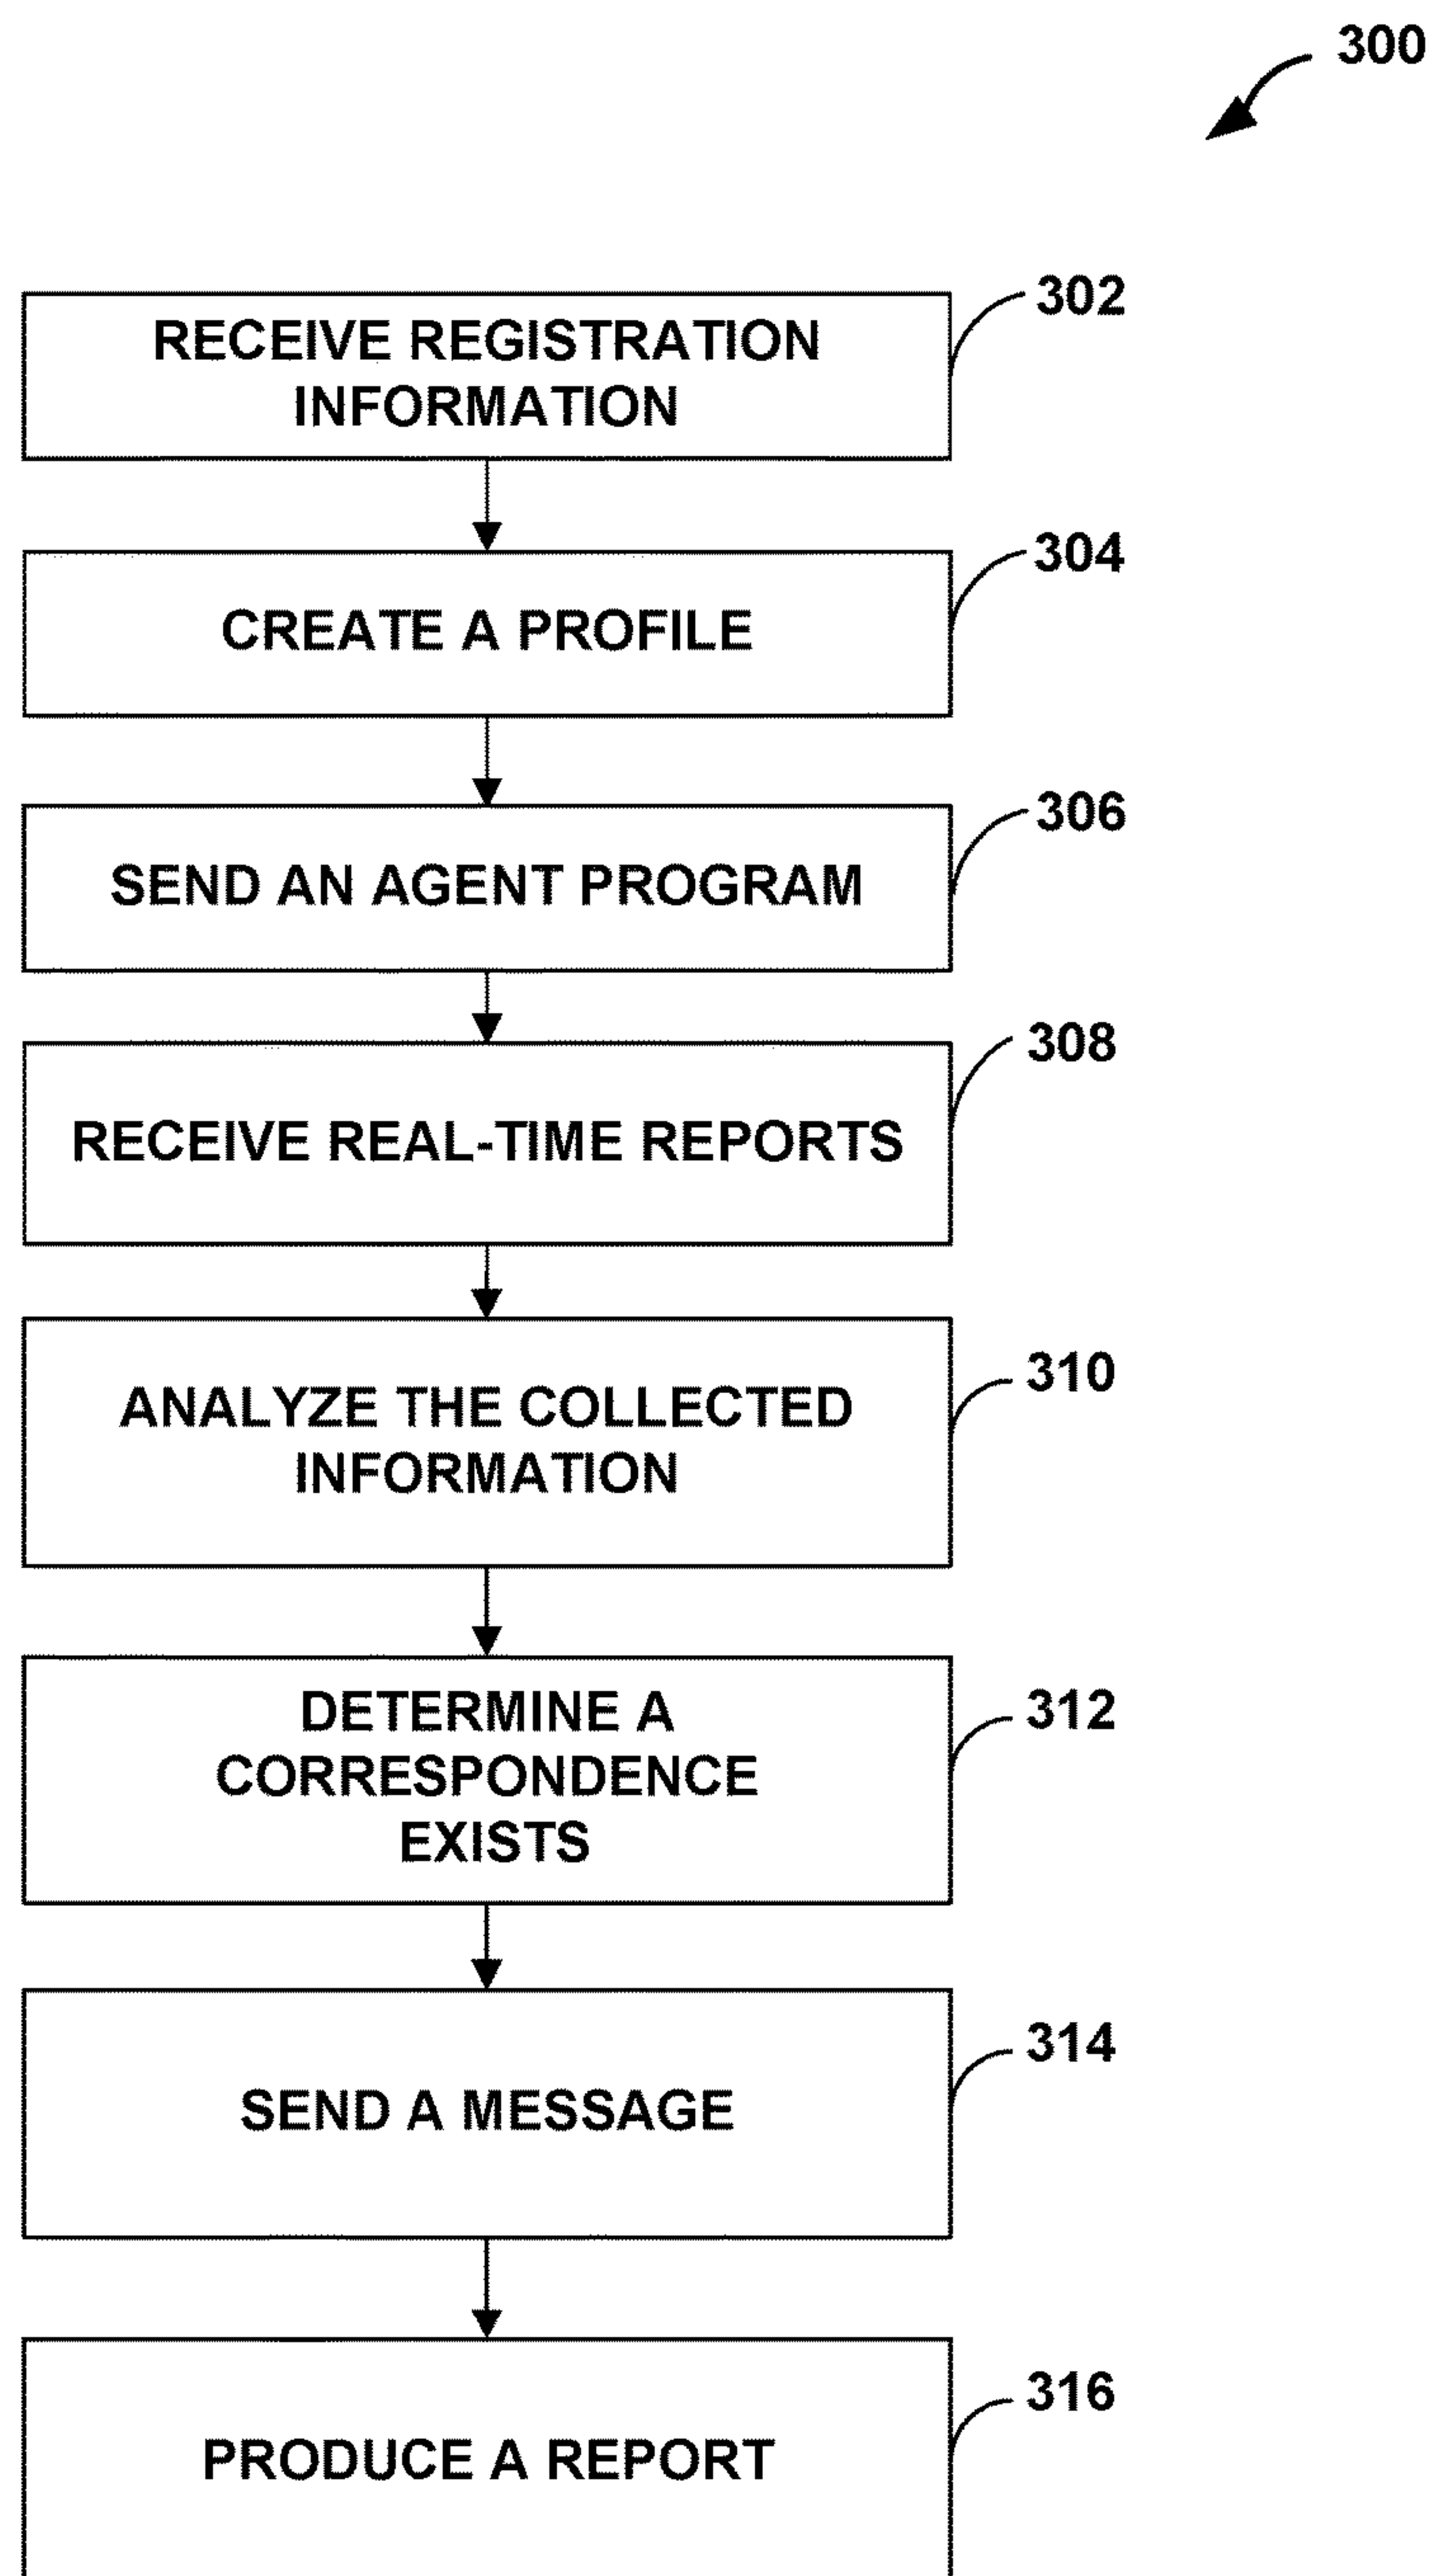 300
302
RECEIVE REGISTRATION
INFORMATION
304
CREATE A PROFILE
306
SEND AN AGENT PROGRAM
308
RECEIVE REAL-TIME REPORTS
310
ANALYZE THE COLLECTED
INFORMATION
312
DETERMINE A
CORRESPONDENCE
EXISTS
314
SEND A MESSAGE
316
PRODUCE A REPORT